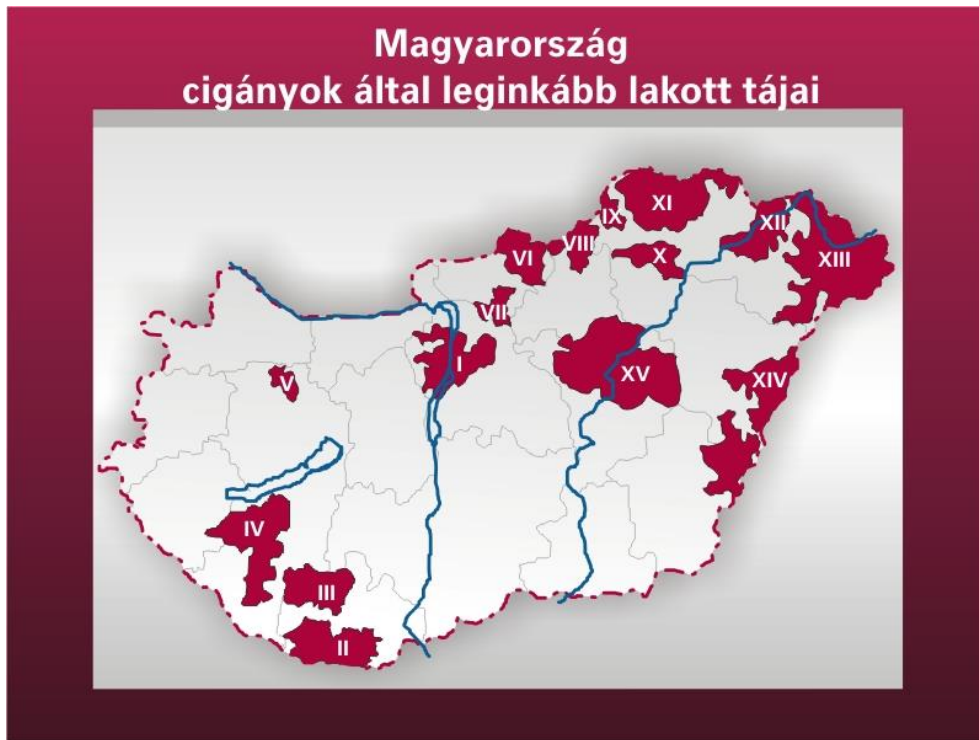 Magyarország
cigányok által leginkább lakott tájai
XI
IX
XII
VIII
VI
X
XIII
VII
I
XV
XIV
V
IV
III
II